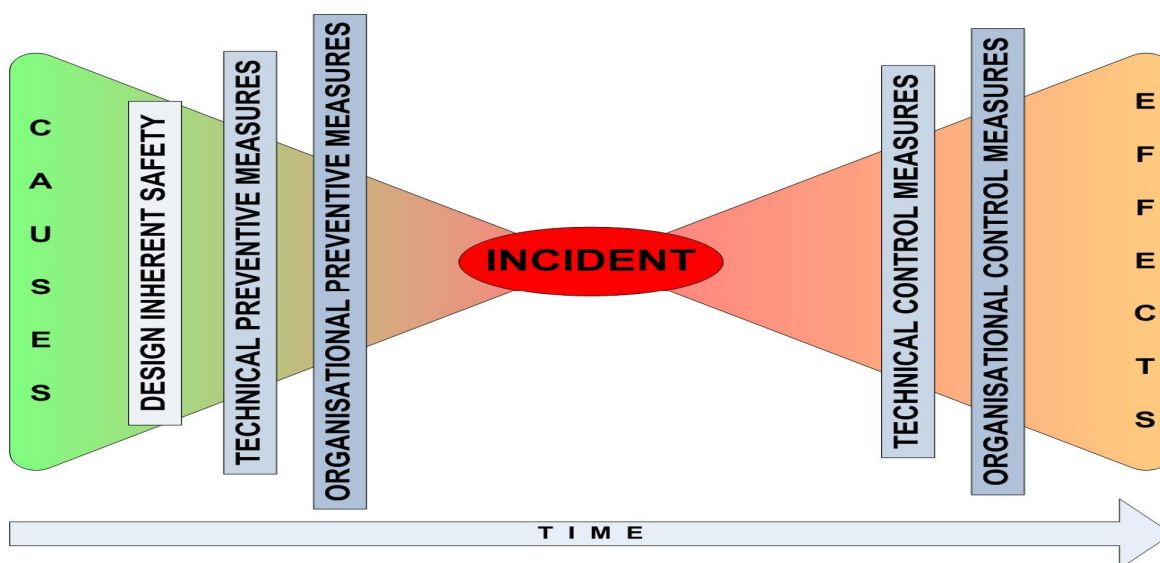 CAUSES
DESIGN INHERENT SAFETY
TECHNICAL PREVENTIVE MEASURES
ORGANISATIONAL PREVENTIVE MEASURES
INCIDENT
TECHNICAL CONTROL MEASURES
ORGANISATIONAL CONTROL MEASURES
EFFECTS
TIME